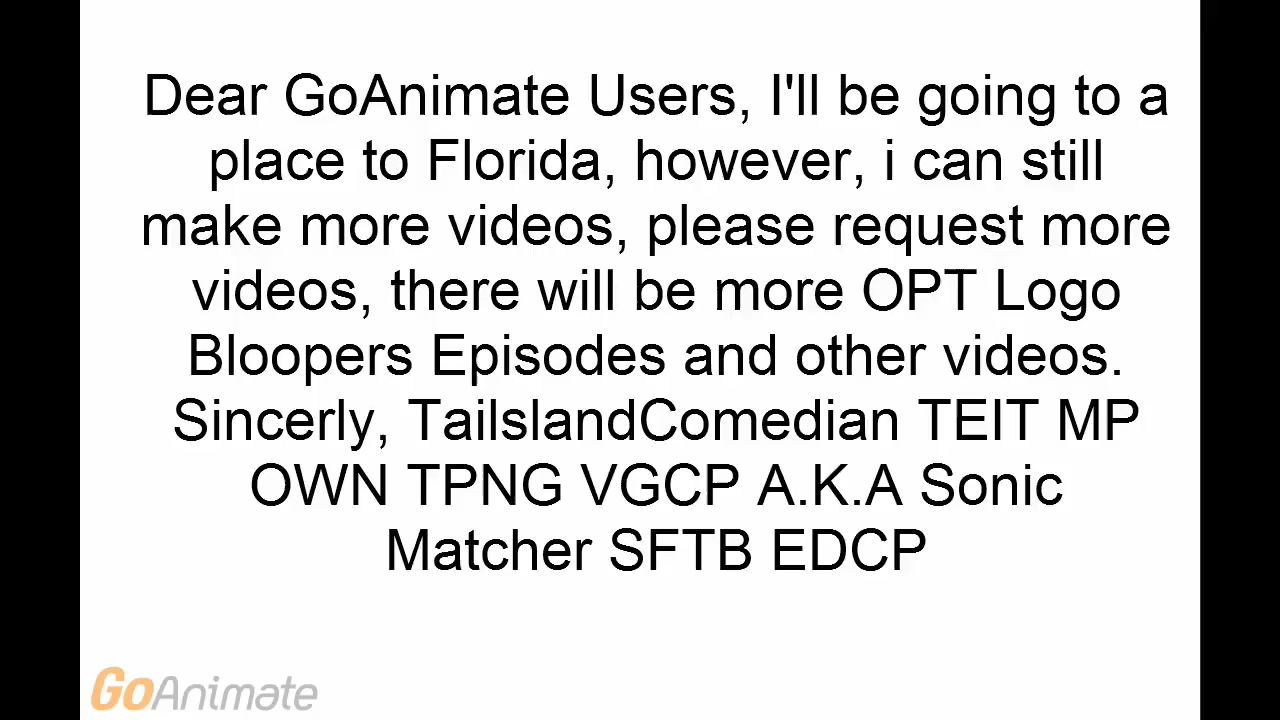 Dear GoAnimate Users, I'll be going to a
place to Florida, however, i can still
make more videos, please request more
videos, there will be more OPT Logo
Bloopers Episodes and other videos.
Sincerly, TailslandComedian TEIT MP
OWN TPNG VGCP A.K.A Sonic
Matcher SFTB EDCP
GoAnimate